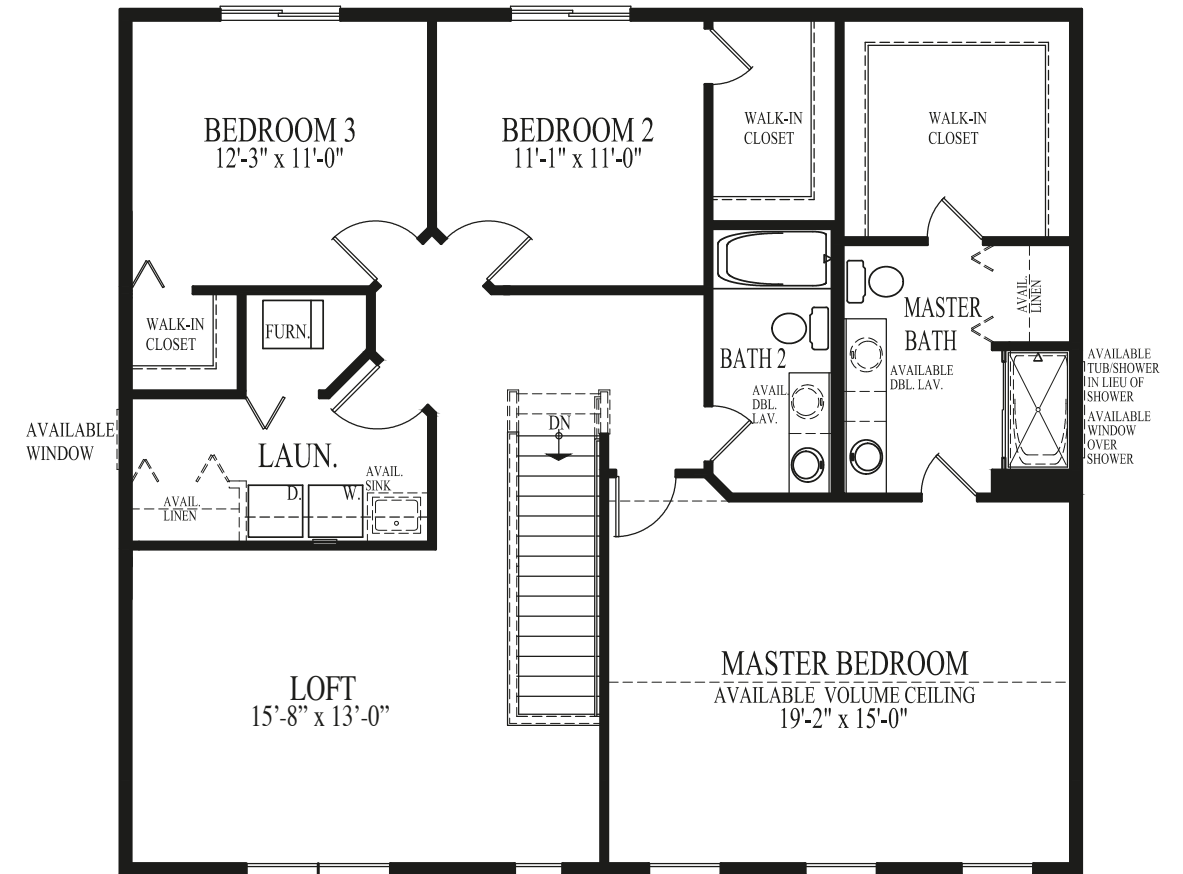 BEDROOM 3
12'-3" x 11'-0"
BEDROOM 2
11'-1" x 11'-0"
WALK-IN
CLOSET
WALK-IN
CLOSET
WALK-IN
CLOSET
FURN.
AVAILABLE
WINDOW
LAUN.
AVAIL.
LINEN
D.
W.
AVAIL.
SINK
DN
BATH 2
AVAIL.
DBL.
LAV.
MASTER
BATH
AVAILABLE
DBL. LAV.
AVAIL.
LINEN
AVAILABLE
TUB/SHOWER
IN LIEU OF
SHOWER
AVAILABLE
WINDOW
OVER
SHOWER
LOFT
15’-8” x 13’-0”
MASTER BEDROOM
AVAILABLE VOLUME CEILING
19'-2" x 15'-0"